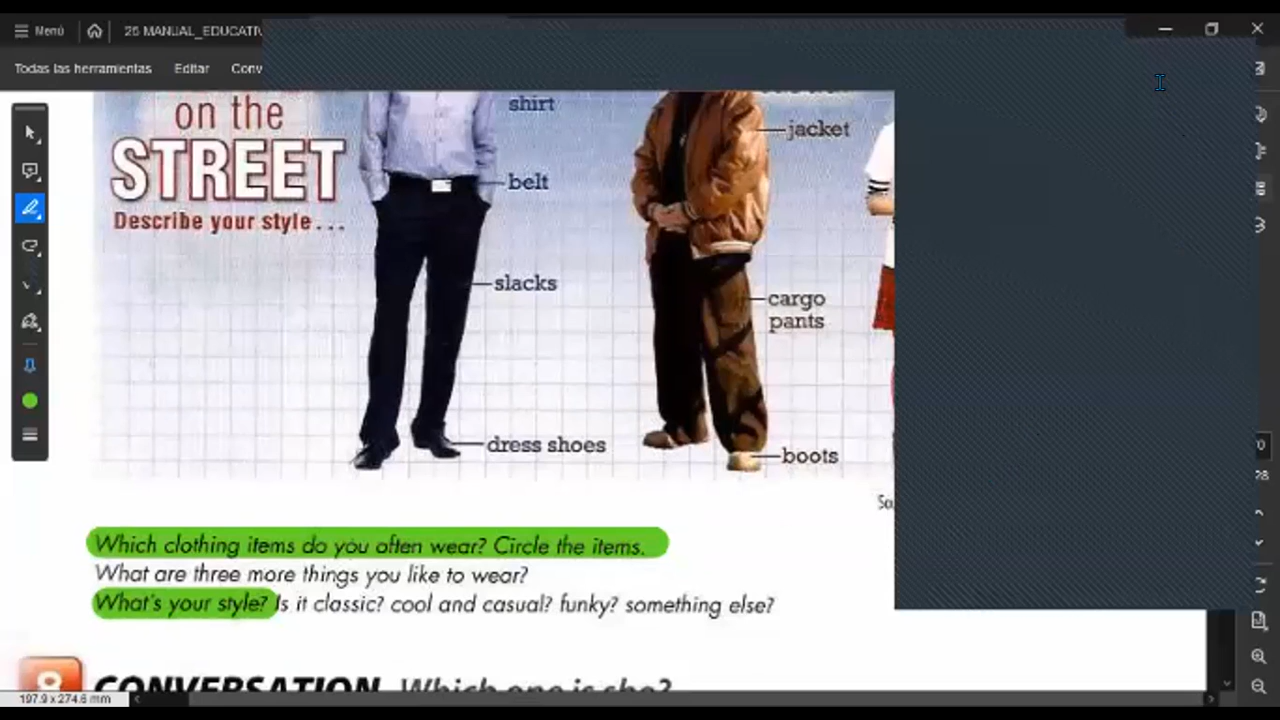 Menú
26 MANUAL_EDUCATIV
Todas las herramientas Editar Conv
on the
STREET
Describe your style...
shirt
belt
slacks
dress shoes
jacket
cargo
pants
boots
Which clothing items do you often wear? Circle the items.
What are three more things you like to wear?
What's your style? Is it classic? cool and casual? funky? something else?
8 CONVERSATION Which one is she?
197.9 x 274.6 mm